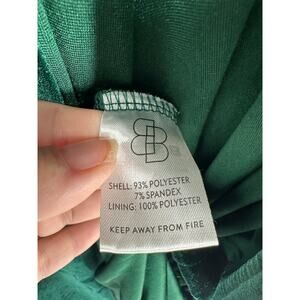 SHELL: 93% POLYESTER
7% SPANDEX
LINING: 100% POLYESTER
KEEP AWAY FROM FIRE